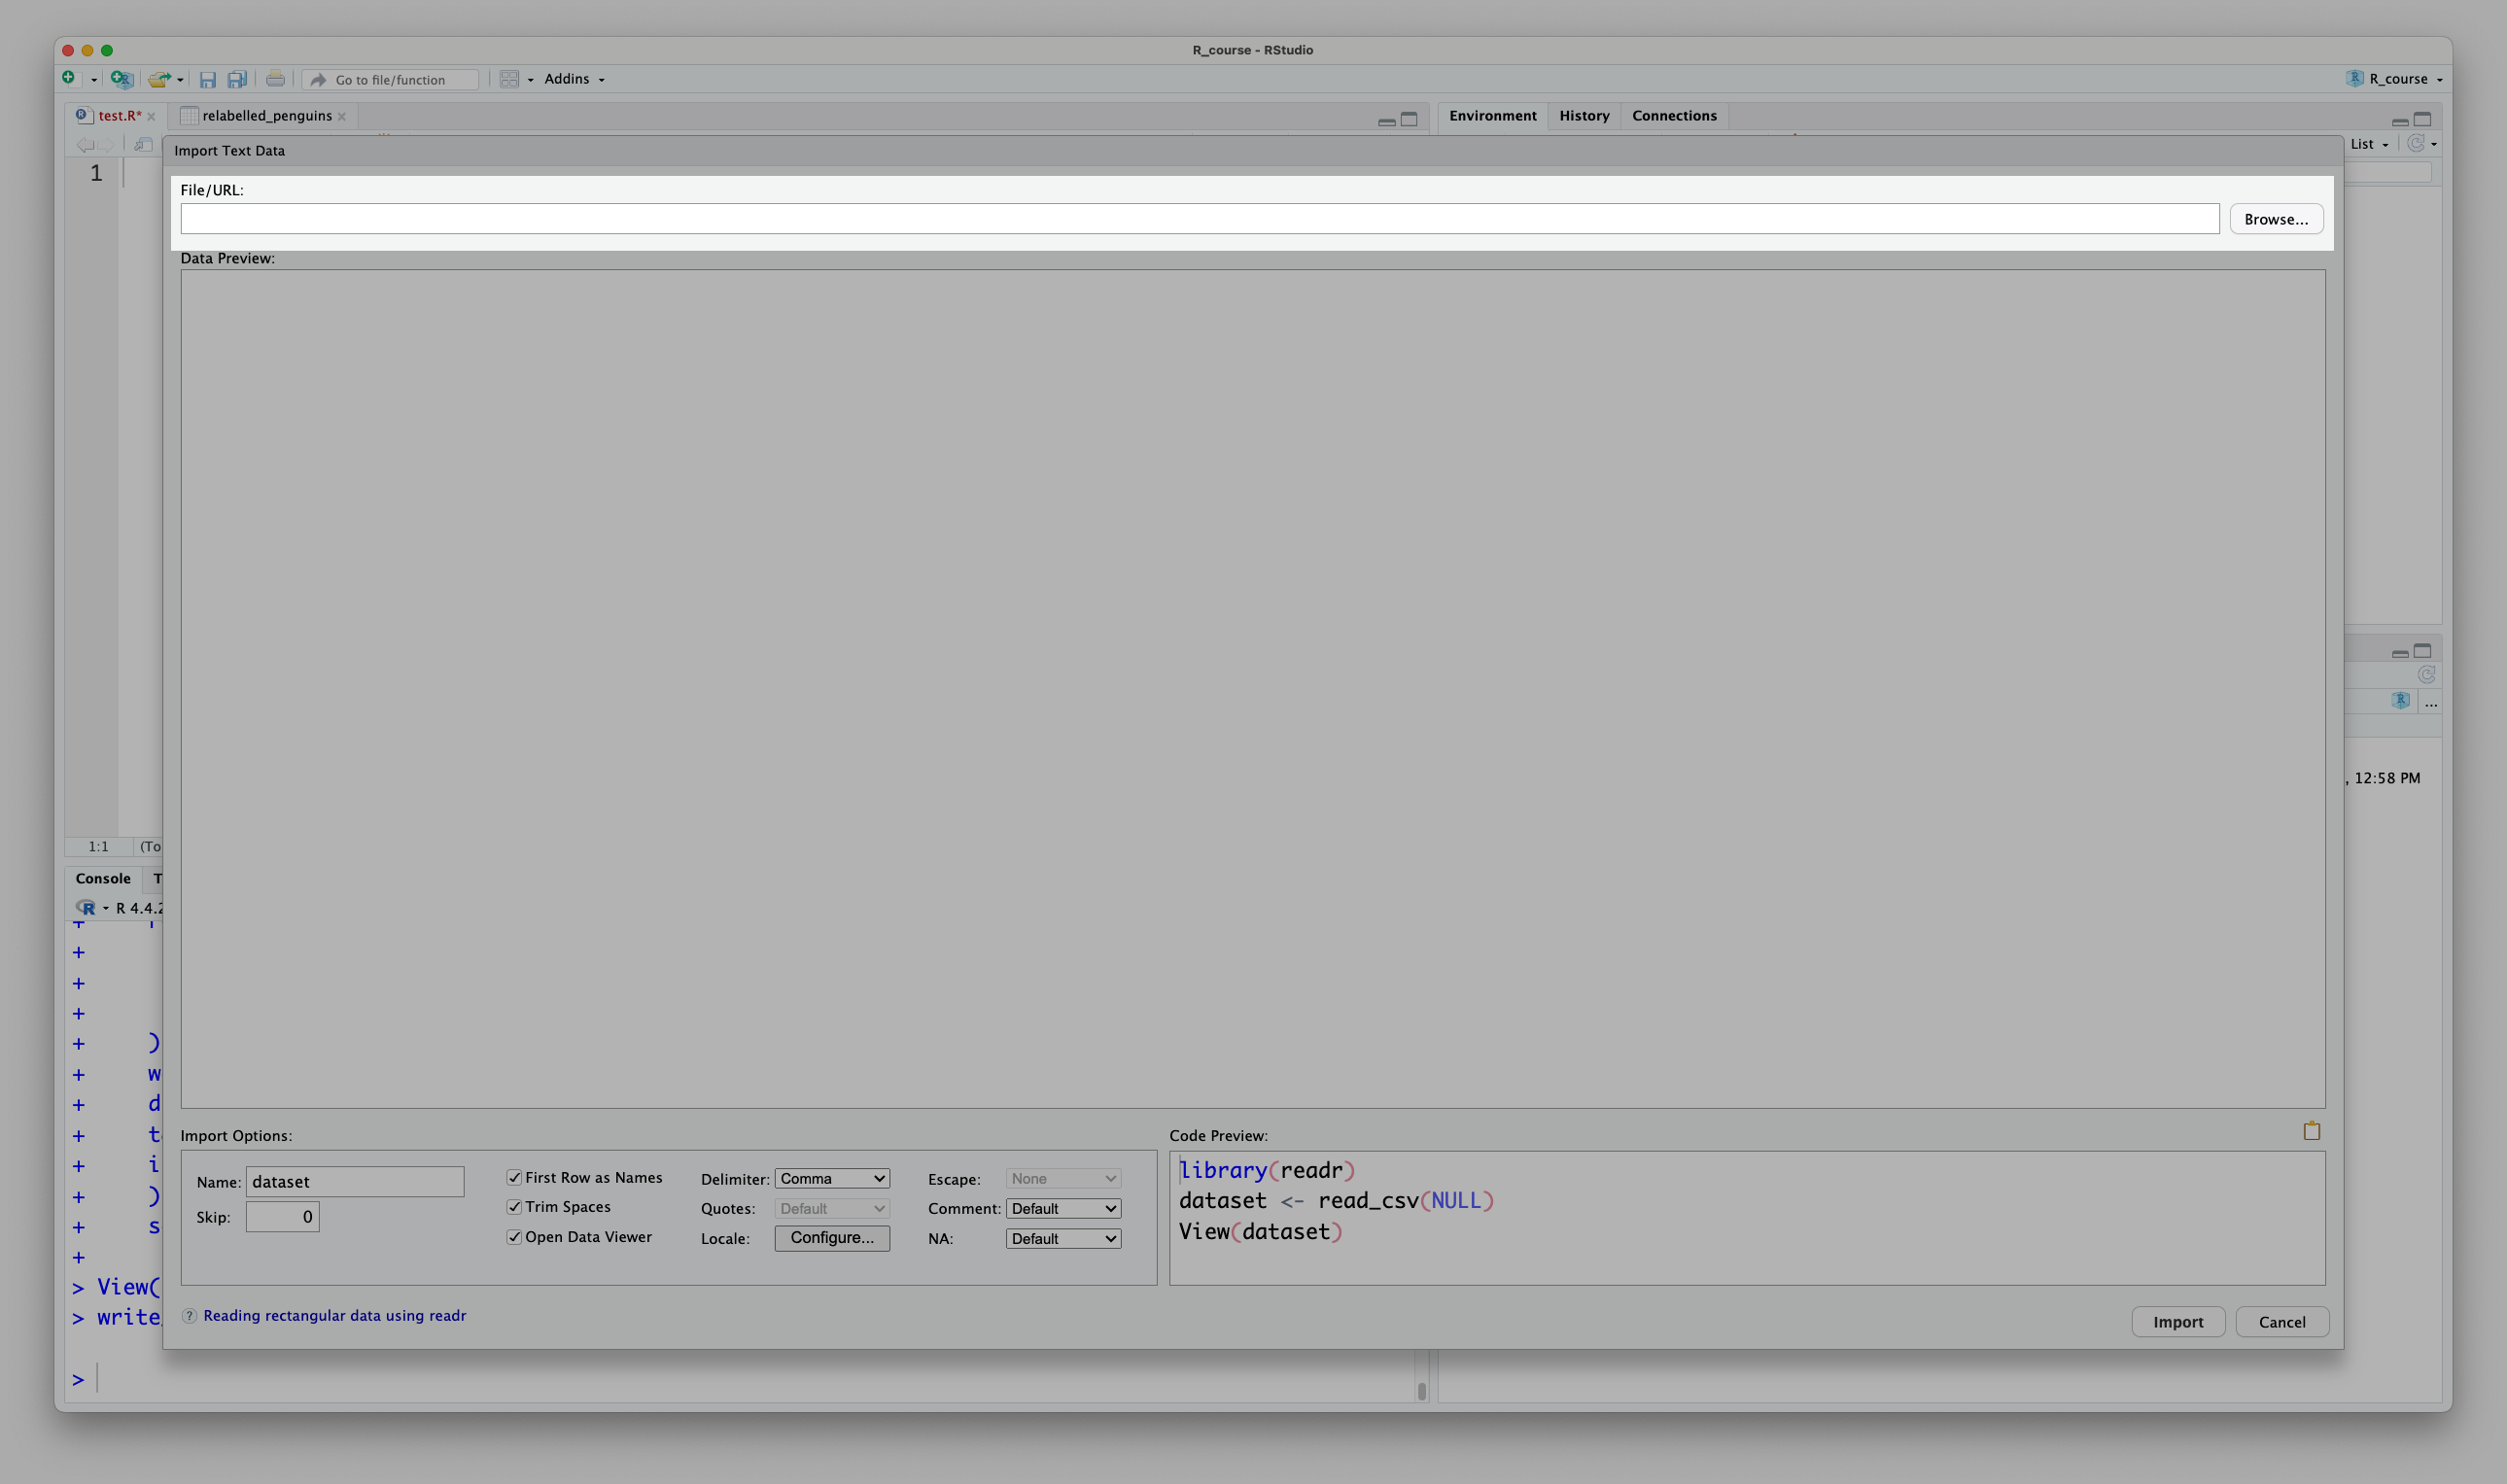 R_course - RStudio
Go to file/function
Addins
R_course
test.R*
relabelled_penguins
Environment
History
Connections
List
1
Import Text Data
File/URL:
Browse...
Data Preview:
, 12:58 PM
...
1:1
(To
Console
T
R 4.4.2
+
+
+
+
+ )
+ w
+ d
+ t
+ i
+ )
+ s
+
> View(
> write
>
Import Options:
Name: dataset
Skip: 0
First Row as Names
Trim Spaces
Open Data Viewer
Delimiter: Comma
Quotes: Default
Locale: Configure...
Escape: None
Comment: Default
NA: Default
Code Preview:
library(readr)
dataset <- read_csv(NULL)
View(dataset)
? Reading rectangular data using readr
Import
Cancel